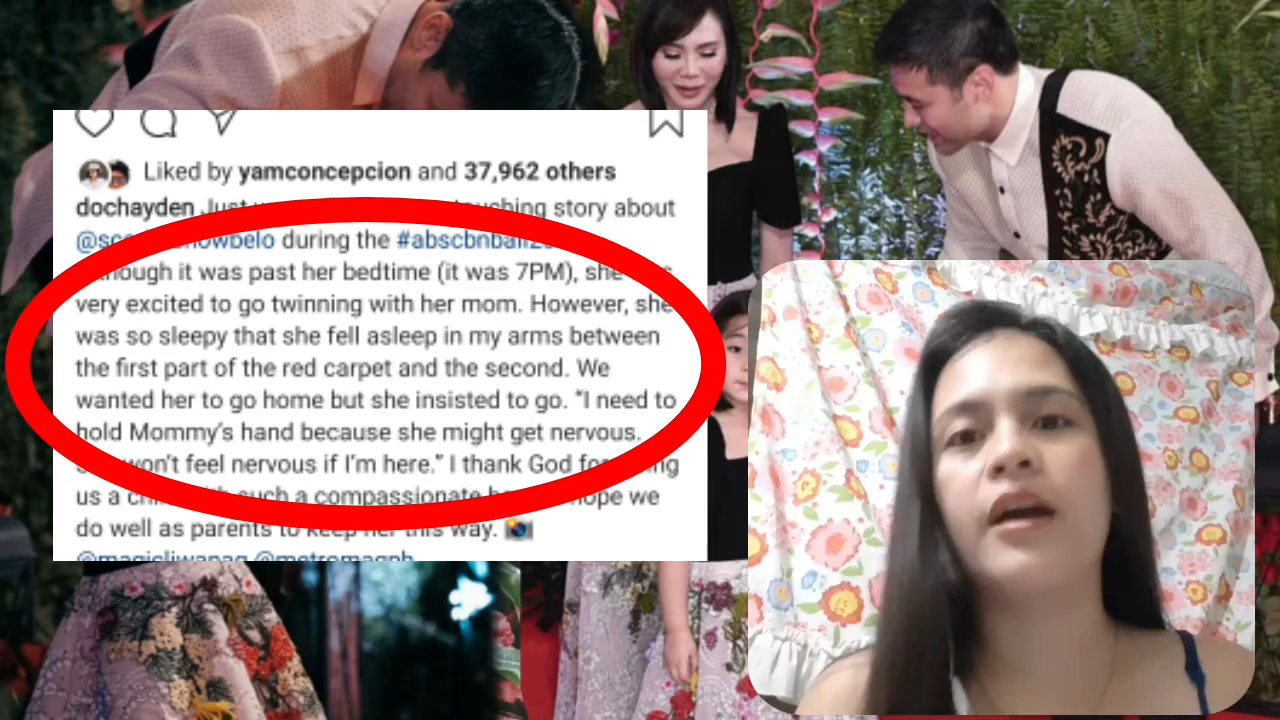 Liked by yamconcepcion and 37,962 others
dochayden Just touching story about
during the
it was past her bedtime (it was 7PM), she
very excited to go twinning with her mom. However, she
was so sleepy that she fell asleep in my arms between
the first part of the red carpet and the second. We
wanted her to go home but she insisted to go. “I need to
hold Mommy’s hand because she might get nervous.
won’t feel nervous if I’m here.” I thank God
us a such a compassionate hope we
do well as parents to keep her this way. 📸
@magicliwanag @metromagph